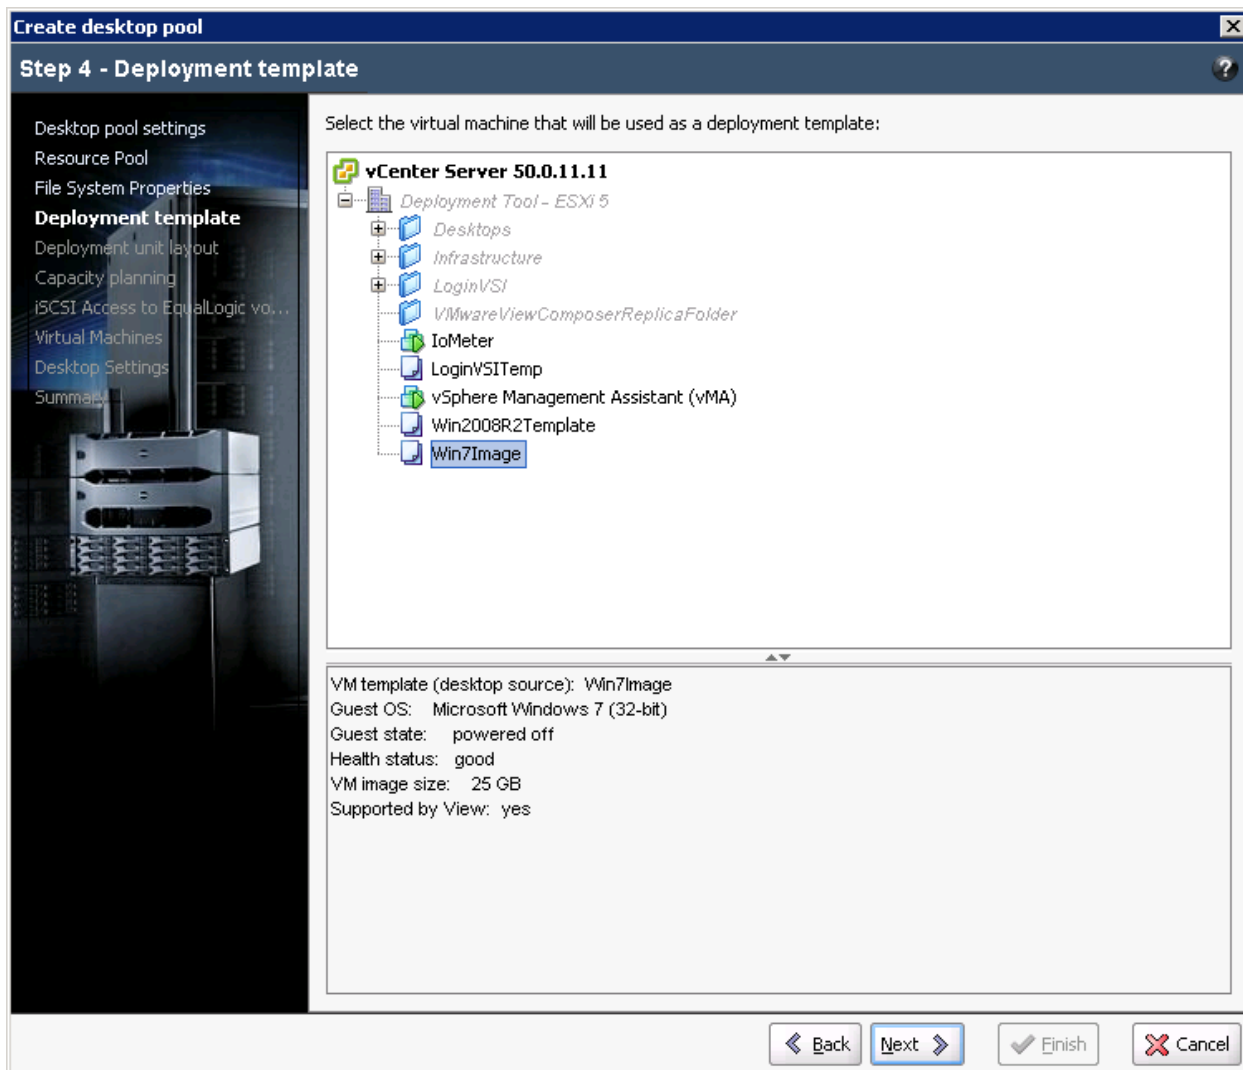 Create desktop pool
Step 4 - Deployment template
?
Desktop pool settings
Resource Pool
File System Properties
Deployment template
Deployment unit layout
Capacity planning
iSCSI Access to EqualLogic vo...
Virtual Machines
Desktop Settings
Summary
Select the virtual machine that will be used as a deployment template:
vCenter Server 50.0.11.11
Deployment Tool - ESXi 5
Desktops
Infrastructure
LoginVSI
VMwareViewComposerReplicaFolder
IoMeter
LoginVSITemp
vSphere Management Assistant (vMA)
Win2008R2Template
Win7Image
VM template (desktop source): Win7Image
Guest OS: Microsoft Windows 7 (32-bit)
Guest state: powered off
Health status: good
VM image size: 25 GB
Supported by View: yes
Back Next Finish Cancel